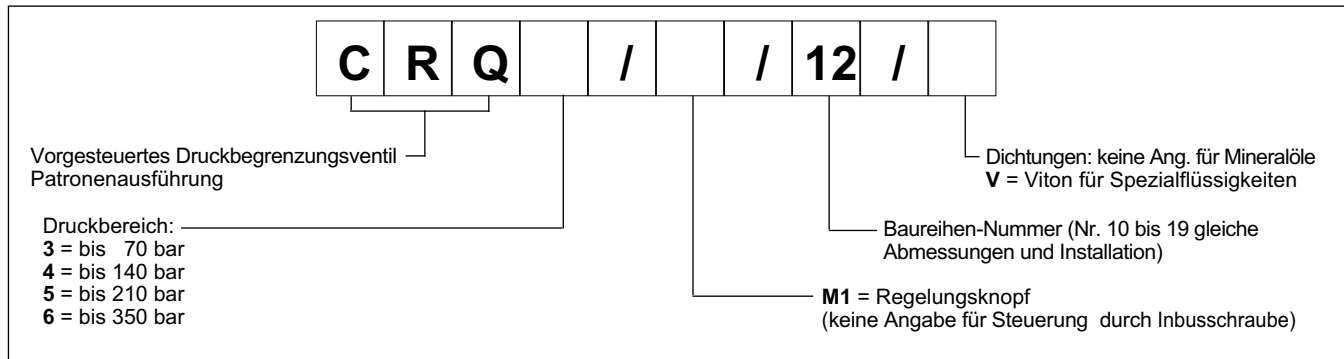 C R Q / / 12 /
Vorgesteuertes Druckbegrenzungsventil
Patronenausführung
Druckbereich:
3 = bis 70 bar
4 = bis 140 bar
5 = bis 210 bar
6 = bis 350 bar
Dichtungen: keine Ang. für Mineralöle
V = Viton für Spezialflüssigkeiten
Baureihen-Nummer (Nr. 10 bis 19 gleiche
Abmessungen und Installation)
M1 = Regelungsknopf
(keine Angabe für Steuerung durch Inbusschraube)